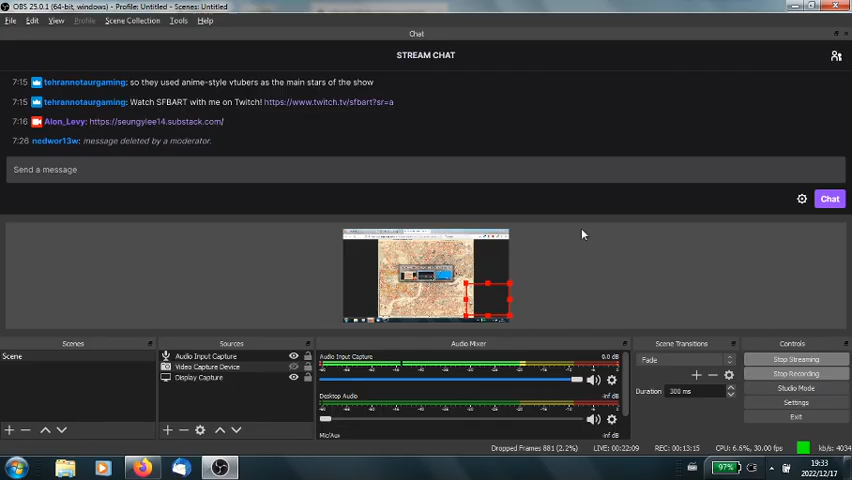 OBS 25.0.1 (64-bit, windows) - Profile: Untitled - Scenes: Untitled
File Edit View Profile Scene Collection Tools Help
Chat
STREAM CHAT
7:15 tehrannotaurgaming: so they used anime-style vtubers as the main stars of the show
7:15 tehrannotaurgaming: Watch SFBART with me on Twitch! https://www.twitch.tv/sfbart?sr=a
7:16 Alon_Levy: https://seungylee14.substack.com/
7:26 nedwor13w: message deleted by a moderator.
Send a message
Chat
Scenes
Scene
Sources
Audio Input Capture
Video Capture Device
Display Capture
Audio Mixer
Audio Input Capture 0.0 dB
Desktop Audio -inf dB
Mic/Aux -inf dB
Scene Transitions
Fade
Duration 300 ms
Controls
Stop Streaming
Stop Recording
Studio Mode
Settings
Exit
Dropped Frames 881 (2.2%) LIVE: 00:22:09 REC: 00:13:15 CPU: 6.6%, 30.00 fps kb/s: 4034
97%
19:33
2022/12/17